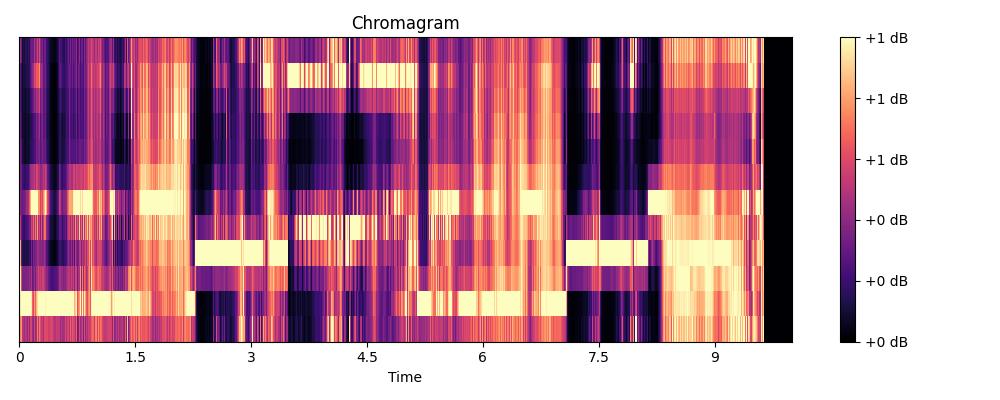 Chromagram
+1 dB
+1 dB
+1 dB
+0 dB
+0 dB
+0 dB
0
1.5
3
4.5
6
7.5
9
Time